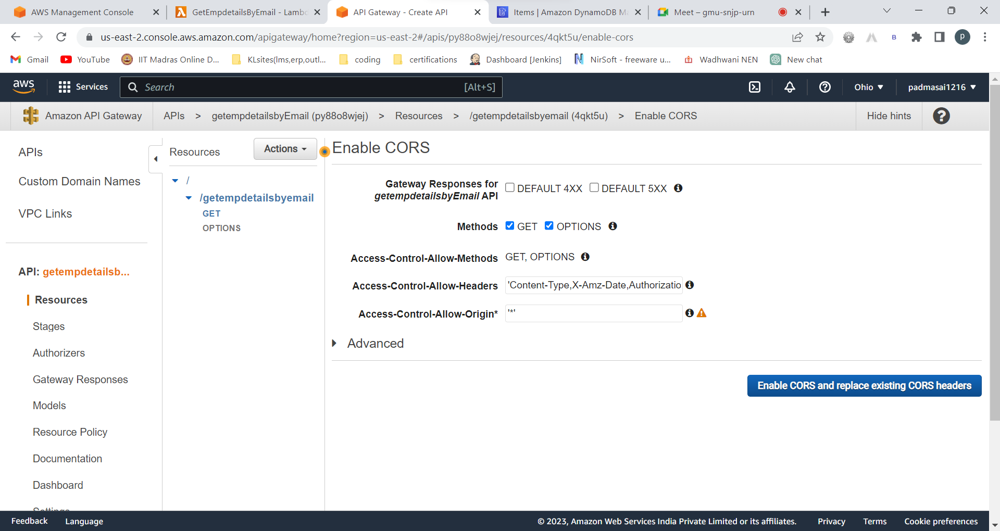 AWS Management Console
GetEmpdetailsByEmail - Lambd
API Gateway - Create API
Items | Amazon DynamoDB Ma
Meet – gmu-snjp-urn
us-east-2.console.aws.amazon.com/apigateway/home?region=us-east-2#/apis/py88o8wjej/resources/4qkt5u/enable-cors
B
p
Gmail
YouTube
IIT Madras Online D...
KLsites(lms,erp,outl...
coding
certifications
Dashboard [Jenkins]
NirSoft - freeware u...
Wadhwani NEN
New chat
aws
Services
Search
[Alt+S]
Ohio
padmasai1216
Amazon API Gateway
APIs > getempdetailsbyEmail (py88o8wjej) > Resources > /getempdetailsbyemail (4qkt5u) > Enable CORS
Hide hints
?
APIs
Custom Domain Names
VPC Links
API: getempdetailsb...
Resources
Stages
Authorizers
Gateway Responses
Models
Resource Policy
Documentation
Dashboard
Settings
Resources
Actions
/
/getempdetailsbyemail
GET
OPTIONS
Enable CORS
Gateway Responses for
getempdetailsbyEmail API
DEFAULT 4XX
DEFAULT 5XX
Methods
GET
OPTIONS
Access-Control-Allow-Methods
GET, OPTIONS
Access-Control-Allow-Headers
'Content-Type,X-Amz-Date,Authorizatio
Access-Control-Allow-Origin*
'*'
Advanced
Enable CORS and replace existing CORS headers
Feedback
Language
© 2023, Amazon Web Services India Private Limited or its affiliates.
Privacy
Terms
Cookie preferences